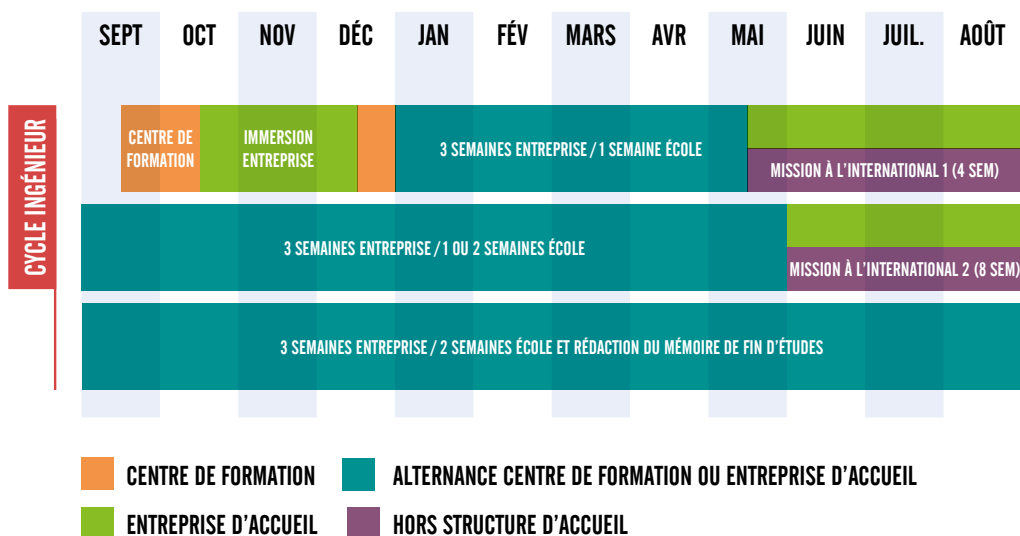 SEPT OCT NOV DÉC JAN FÉV MARS AVR MAI JUIN JUIL. AOÛT
CYCLE INGÉNIEUR
CENTRE DE
FORMATION
IMMERSION
ENTREPRISE
3 SEMAINES ENTREPRISE / 1 SEMAINE ÉCOLE
MISSION À L'INTERNATIONAL 1 (4 SEM)
3 SEMAINES ENTREPRISE / 1 OU 2 SEMAINES ÉCOLE
MISSION À L'INTERNATIONAL 2 (8 SEM)
3 SEMAINES ENTREPRISE / 2 SEMAINES ÉCOLE ET RÉDACTION DU MÉMOIRE DE FIN D'ÉTUDES
CENTRE DE FORMATION
ALTERNANCE CENTRE DE FORMATION OU ENTREPRISE D'ACCUEIL
ENTREPRISE D'ACCUEIL
HORS STRUCTURE D'ACCUEIL